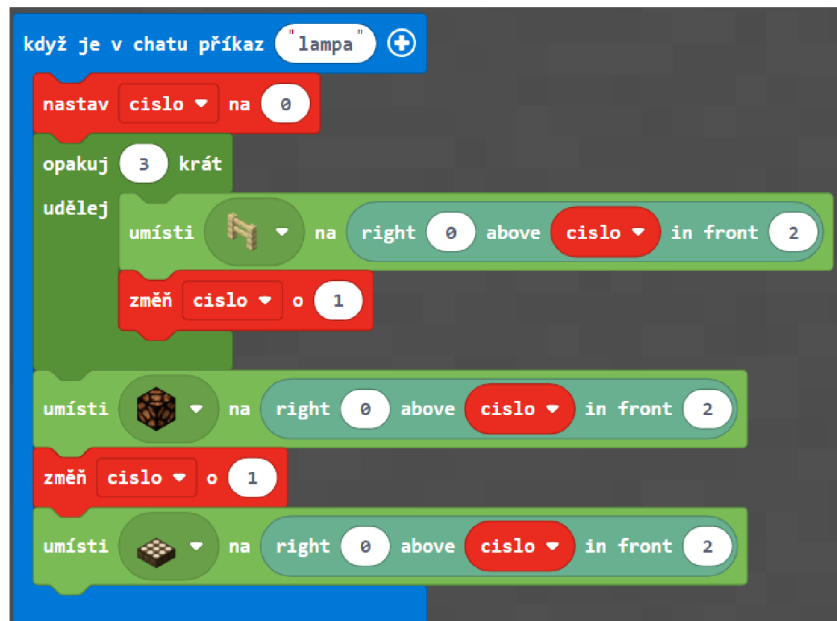 když je v chatu příkaz "lampa"
nastav cislo na 0
opakuj 3 krát
udělej
umísti na right 0 above cislo in front 2
změň cislo o 1
umísti na right 0 above cislo in front 2
změň cislo o 1
umísti na right 0 above cislo in front 2